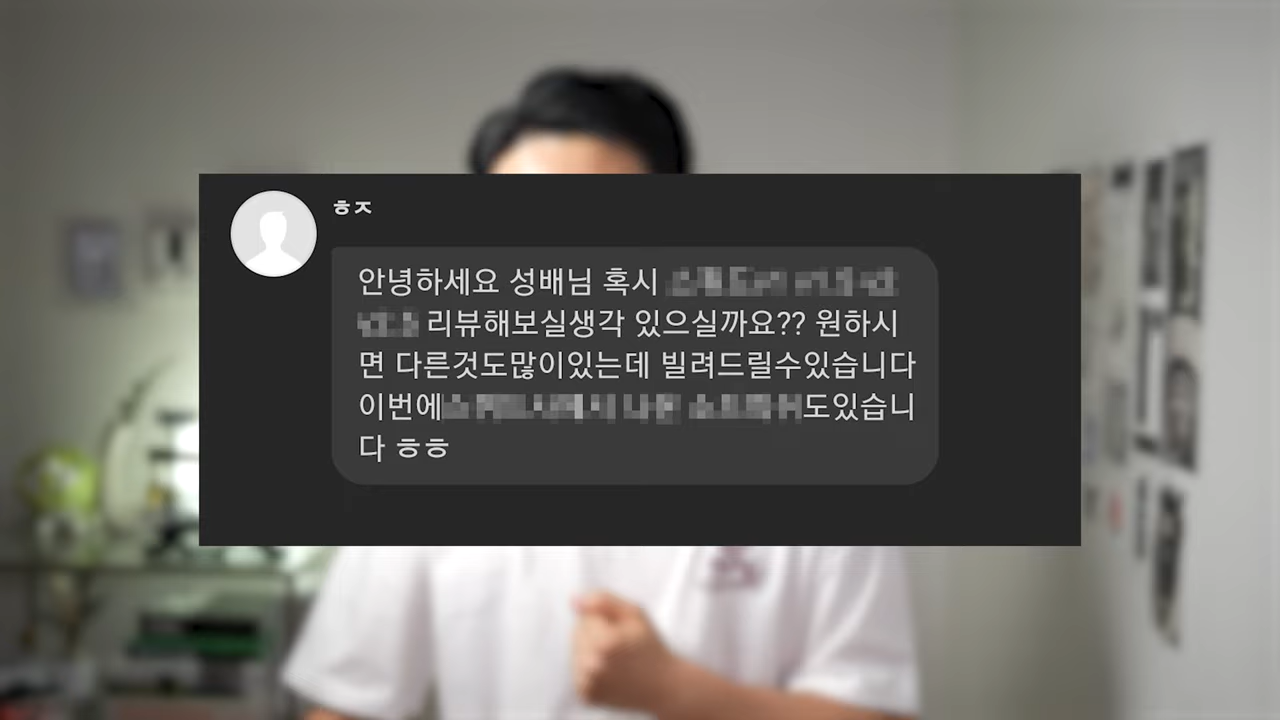 ㅎㅈ
안녕하세요 성배님 혹시
리뷰해보실생각 있으실까요?? 원하시
면 다른것도많이있는데 빌려드릴수있습니다
이번에 도있습니
다 ㅎㅎ